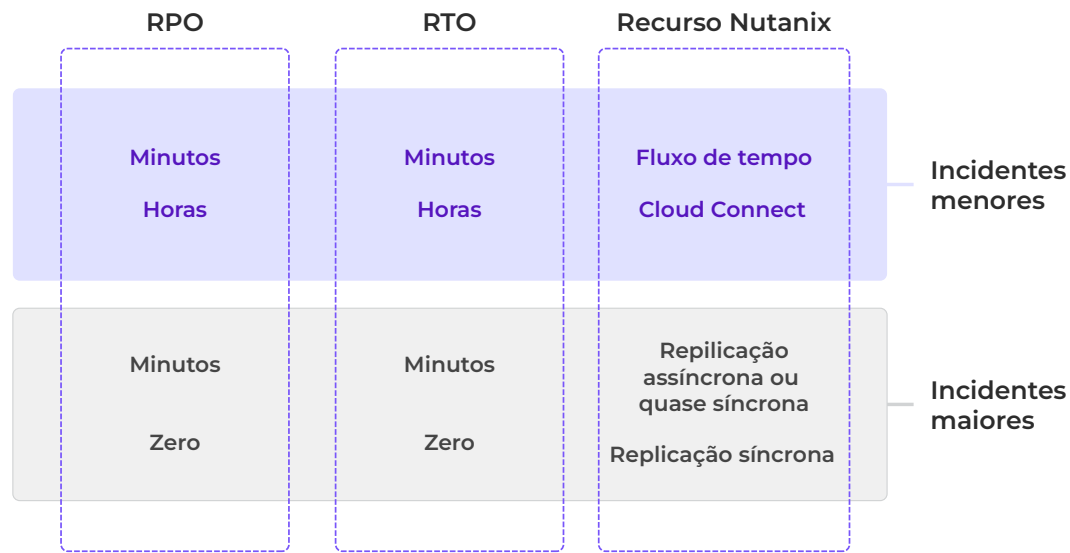 RPO
RTO
Recurso Nutanix
Minutos
Minutos
Fluxo de tempo
Horas
Horas
Cloud Connect
Incidentes
menores
Minutos
Minutos
Repilicação
assíncrona ou
quase síncrona
Zero
Zero
Replicação síncrona
Incidentes
maiores